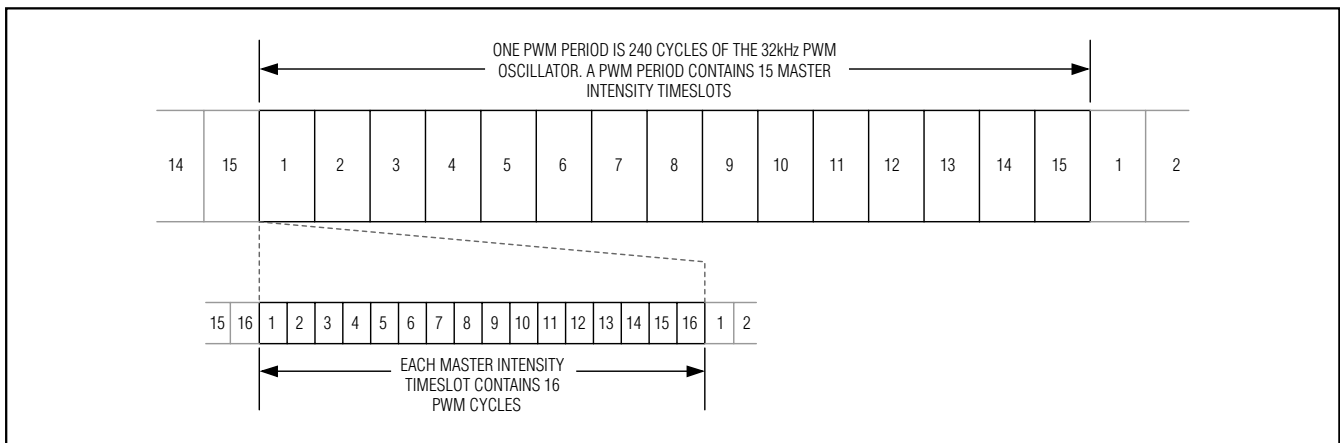 ONE PWM PERIOD IS 240 CYCLES OF THE 32kHz PWM
OSCILLATOR. A PWM PERIOD CONTAINS 15 MASTER
INTENSITY TIMESLOTS
14 15 1 2 3 4 5 6 7 8 9 10 11 12 13 14 15 1 2
15 16 1 2 3 4 5 6 7 8 9 10 11 12 13 14 15 16 1 2
EACH MASTER INTENSITY
TIMESLOT CONTAINS 16
PWM CYCLES